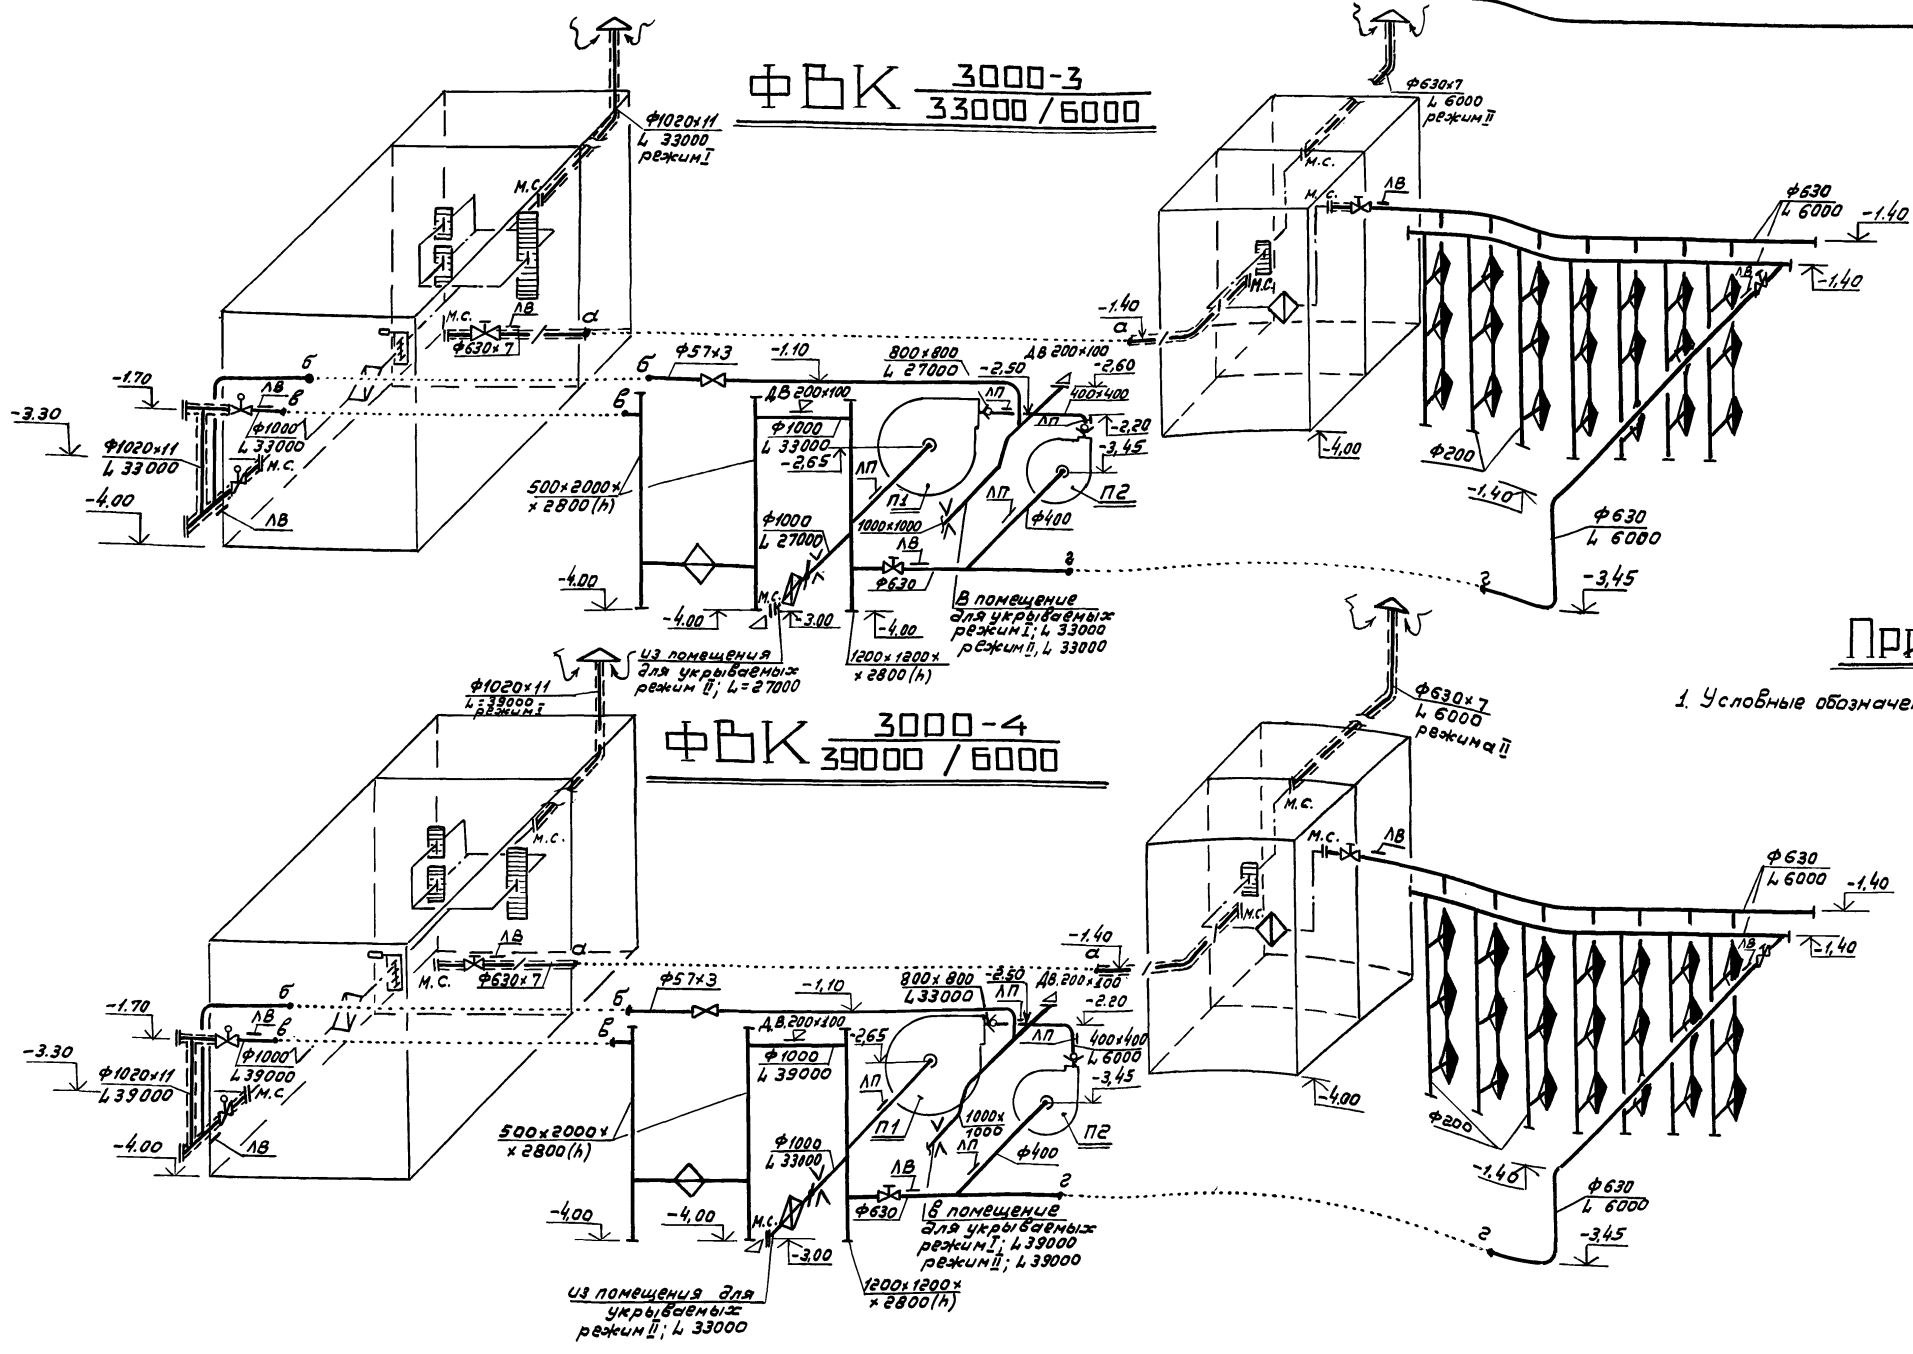 ФВК 3000-3
33000 / 6000
ф1020×11
L 33000
режим I
М.С.
ф630×7
L 6000
режим II
М.С.
М.С.
ЛВ
ф630
L 6000
-1.40
-1,40
ЛВ
М.С.
ЛВ
а
ф630×7
-1.40
а
М.С.
б
б
ф57×3
-1.10
800×800
L 27000
-2,50
ДВ 200×100
-2,60
400×400
-1.70
ЛВ
в
в
ф1000
L 33000
М.С.
-3.30
ф1020×11
L 33000
-4.00
ЛВ
ДВ 200×100
ф1000
L 33000
-2,65
ЛП
ЛП
-2,20
-3,45
ЛП
П1
ЛП
П2
500×2000×
×2800(h)
ф1000
L 27000
1000×1000
ф400
ЛВ
ф630
г
-4.00
-4.00
М.С.
-3.00
-4.00
1200×1200×
×2800(h)
из помещения
для укрываемых
режим II; L=27000
В помещение
для укрываемых
режим I; L 33000
режим II, L 33000
-4,00
ф200
-1,40
ф630
L 6000
г
-3,45
При
1. Условные обозначе
ФВК 3000-4
39000 / 6000
ф1020×11
L=39000
режим I
М.С.
ф630×7
L 6000
режима II
М.С.
М.С.
ЛВ
ф630
L 6000
-1,40
-1,40
ЛВ
М.С.
ЛВ
а
ф630×7
-1.40
а
М.С.
б
б
ф57×3
-1,10
800×800
L 33000
-2.50
ДВ.200×100
-2.20
-1.70
ЛВ
в
в
ф1000
L 39000
М.С
-3.30
ф1020×11
L 39000
-4.00
ЛВ
Д.В.200×100
ф1000
L 39000
-2,65
ЛП
ЛП
400×400
L 6000
-3,45
ЛП
П1
1000×
1000
ЛП
П2
500×2000×
×2800(h)
ф1000
L 33000
ф400
ЛВ
ф630
г
-4,00
-4,00
М.С.
-3,00
1200×1200×
×2800(h)
из помещения для
укрываемых
режим II; L 33000
В помещение
для укрываемых
режим I; L 39000
режим II; L 39000
-4.00
ф200
-1.40
ф630
L 6000
г
-3,45